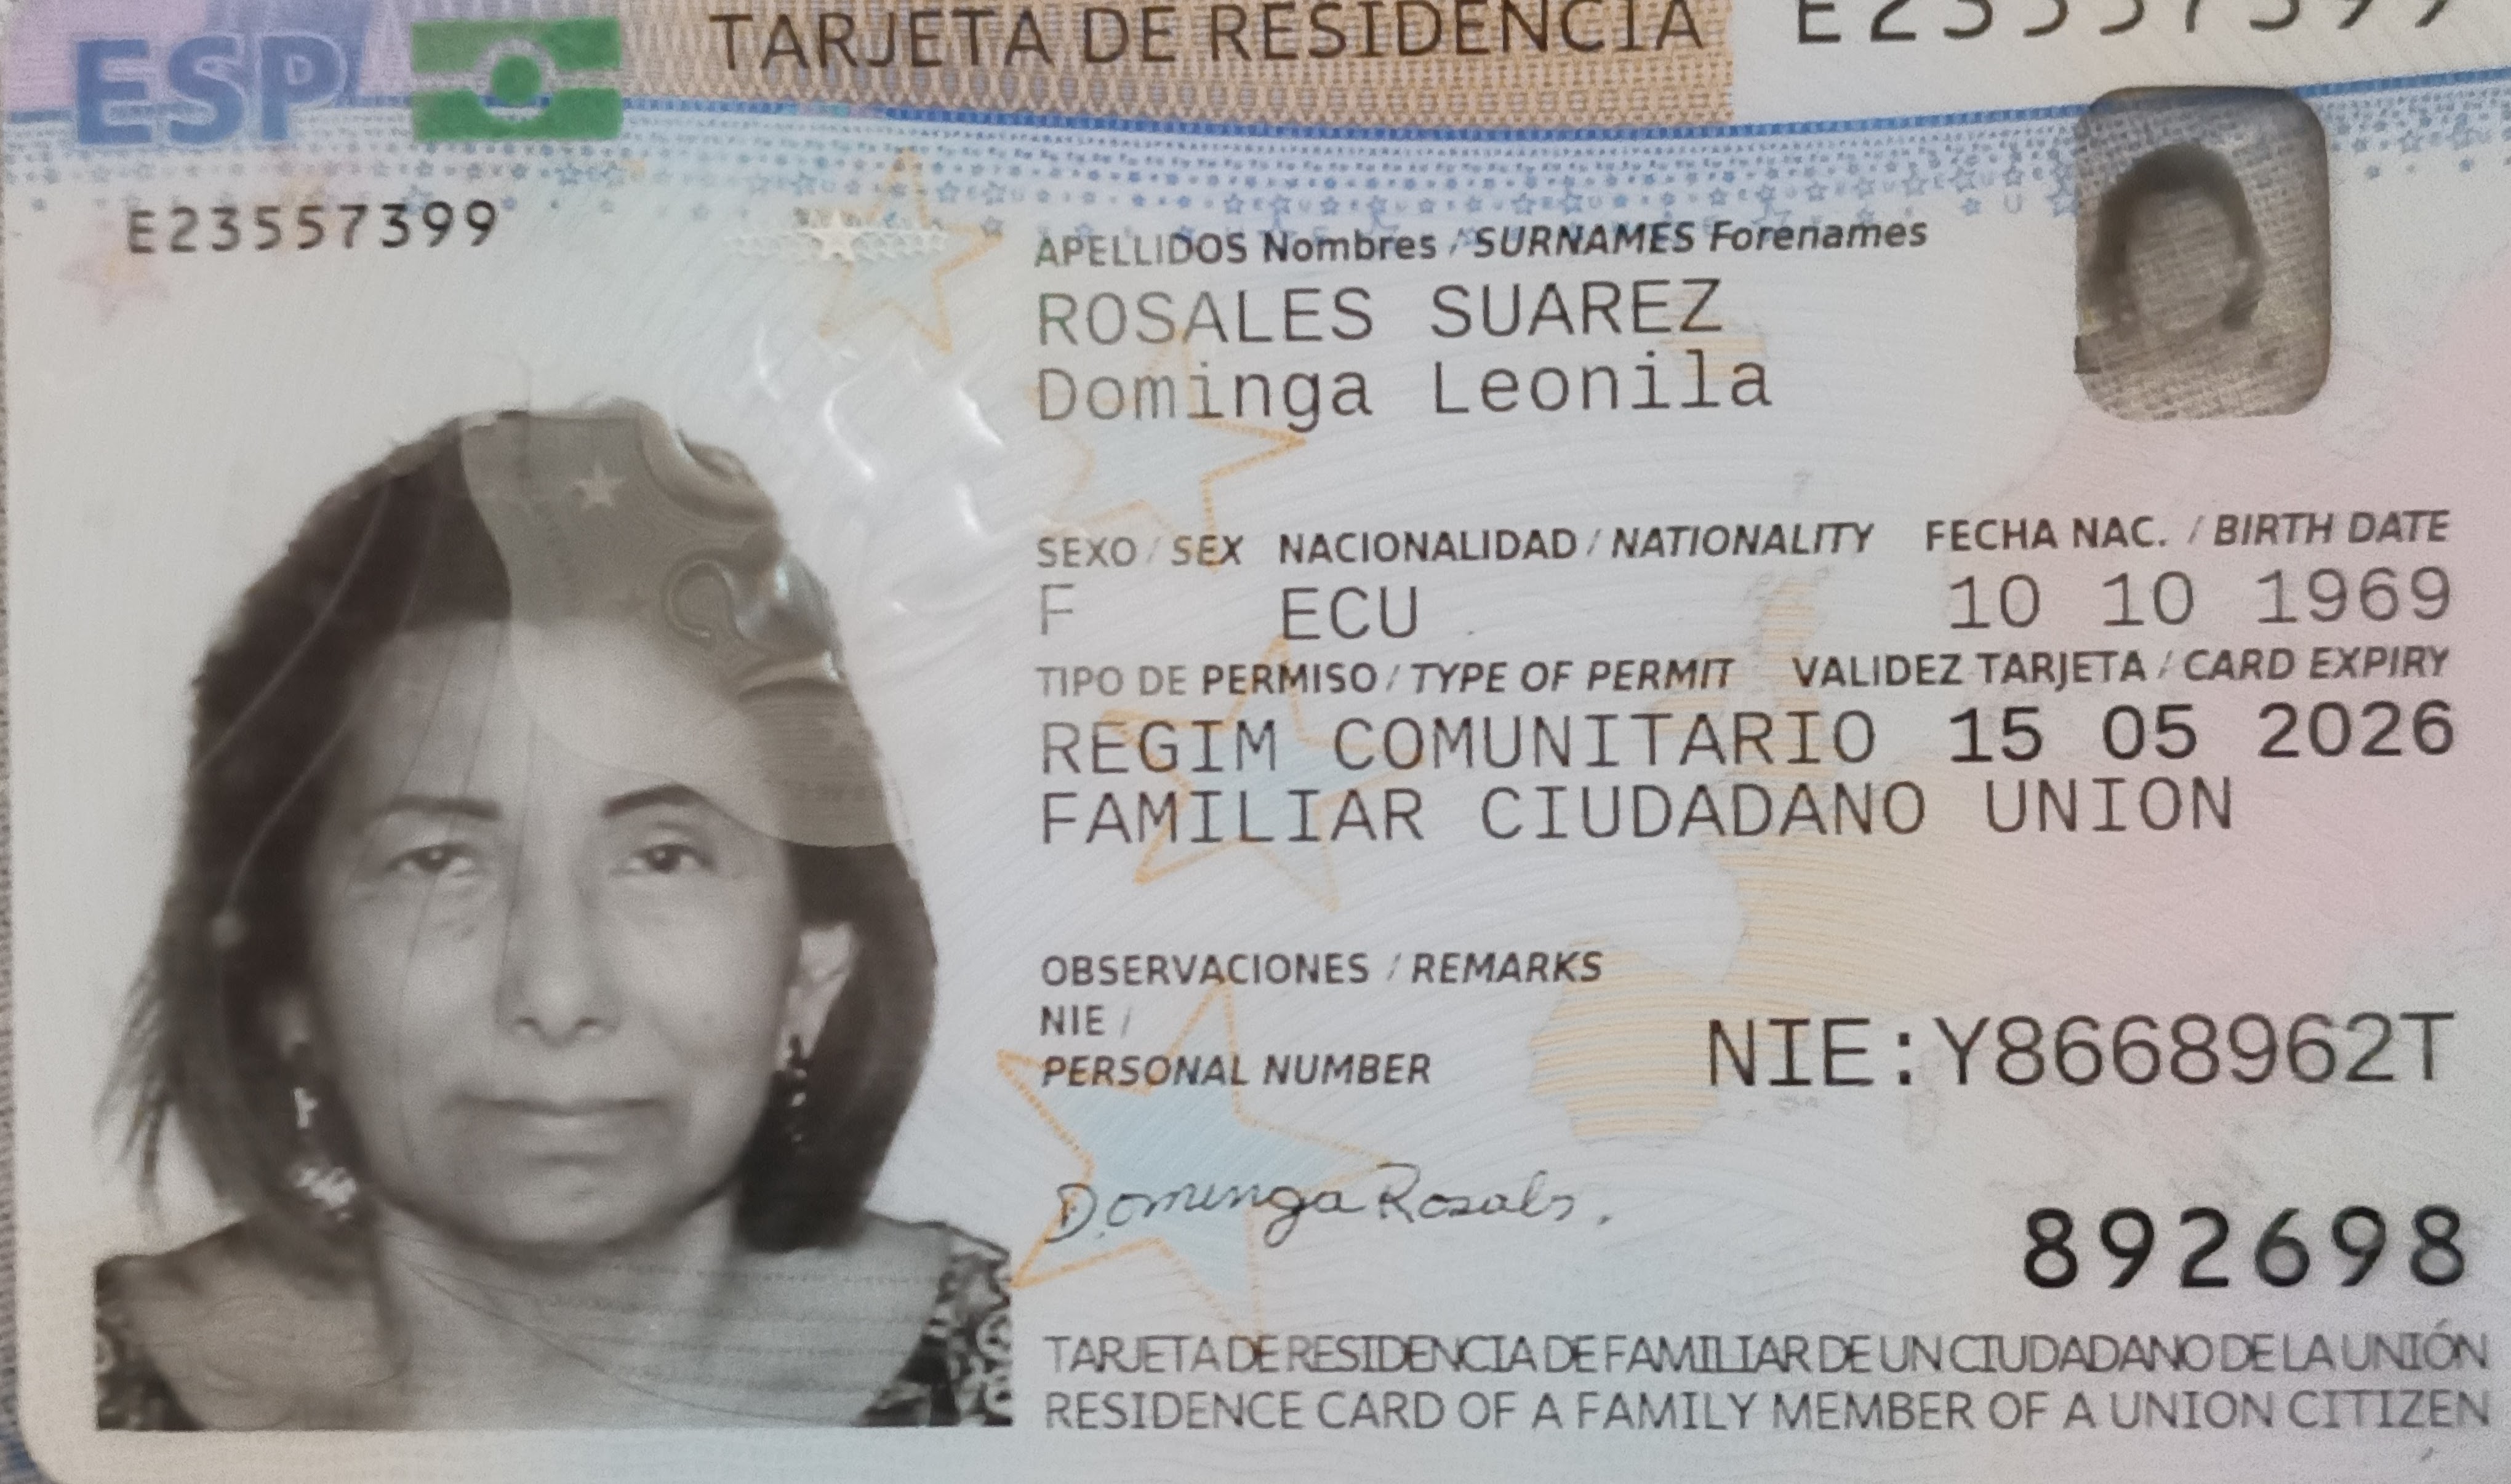 ESP
TARJETA DE RESIDENCIA E23557399
E23557399
APELLIDOS Nombres / SURNAMES Forenames
ROSALES SUAREZ
Dominga Leonila
SEXO / SEX NACIONALIDAD / NATIONALITY FECHA NAC. / BIRTH DATE
F ECU 10 10 1969
TIPO DE PERMISO / TYPE OF PERMIT VALIDEZ TARJETA / CARD EXPIRY
REGIM COMUNITARIO 15 05 2026
FAMILIAR CIUDADANO UNION
OBSERVACIONES / REMARKS
NIE /
PERSONAL NUMBER NIE:Y8668962T
Dominga Rosales.
892698
TARJETA DE RESIDENCIA DE FAMILIAR DE UN CIUDADANO DE LA UNIÓN
RESIDENCE CARD OF A FAMILY MEMBER OF A UNION CITIZEN